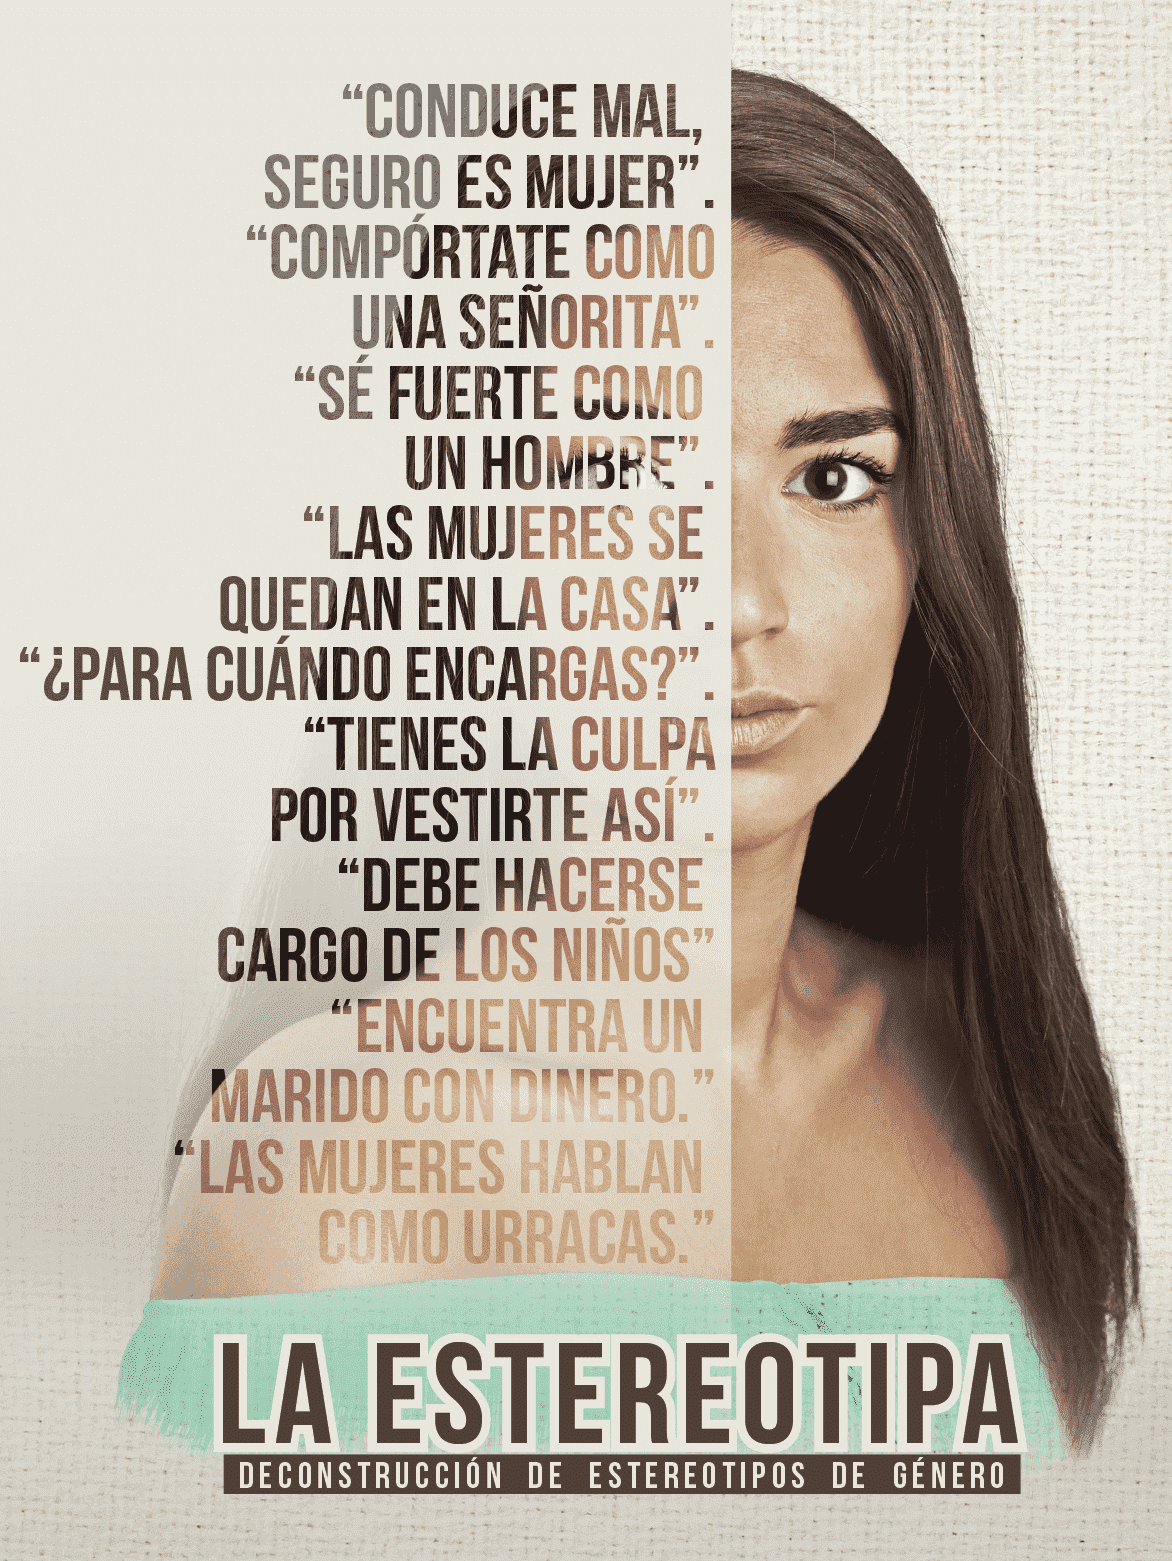 “CONDUCE MAL,
SEGURO ES MUJER”.
“COMPÓRTATE COMO
UNA SEÑORITA”.
“SÉ FUERTE COMO
UN HOMBRE”.
“LAS MUJERES SE
QUEDAN EN LA CASA”.
“¿PARA CUÁNDO ENCARGAS?”.
“TIENES LA CULPA
POR VESTIRTE ASÍ”.
“DEBE HACERSE
CARGO DE LOS NIÑOS”
“ENCUENTRA UN
MARIDO CON DINERO.”
“LAS MUJERES HABLAN
COMO URRACAS.”
LA ESTEREOTIPA
DECONSTRUCCIÓN DE ESTEREOTIPOS DE GÉNERO